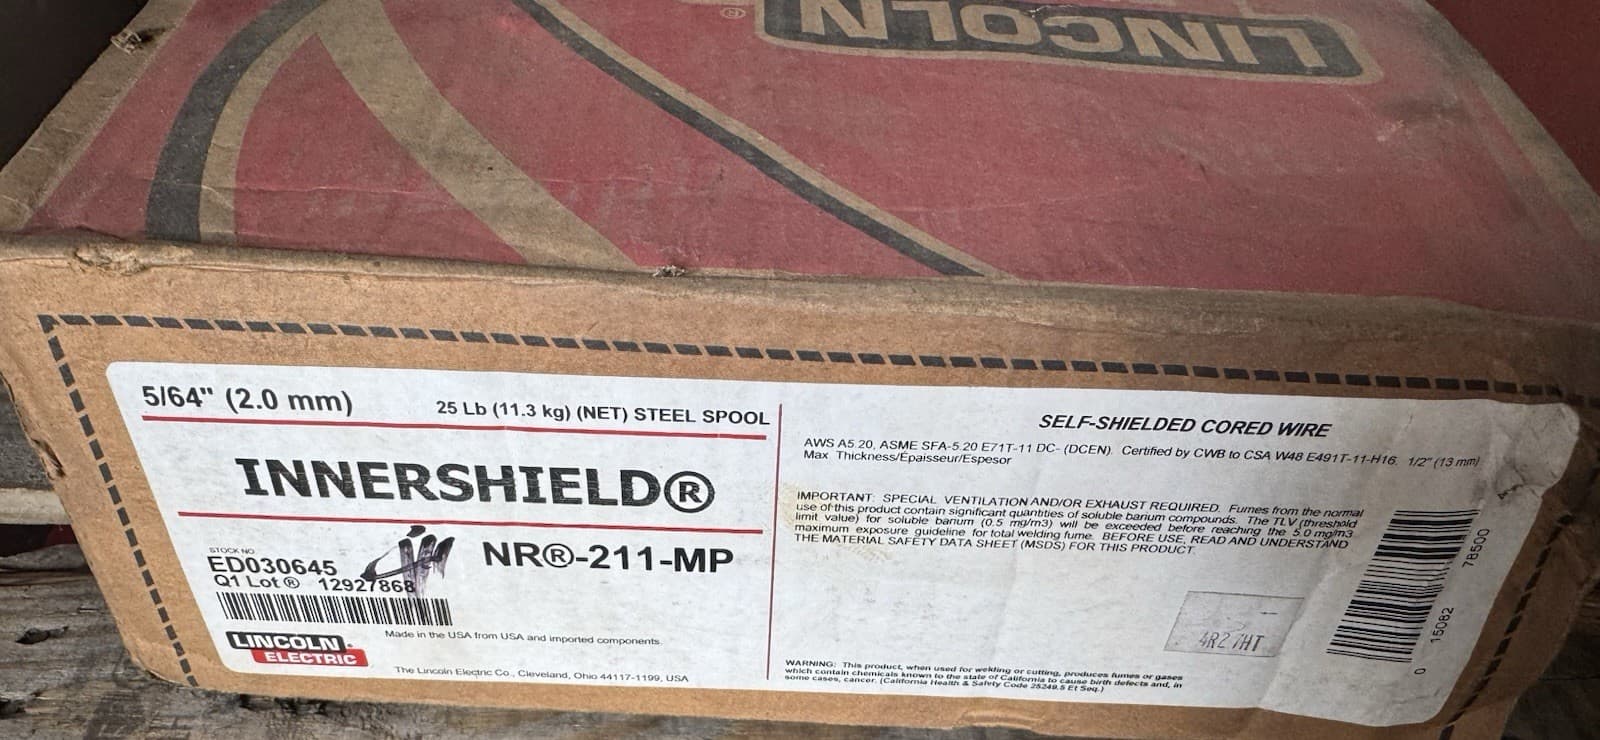 LINCOLN
®
5/64" (2.0 mm)
25 Lb (11.3 kg) (NET) STEEL SPOOL
INNERSHIELD®
NR®-211-MP
STOCK NO
ED030645
Q1 Lot ® 12927868
LINCOLN
ELECTRIC
Made in the USA from USA and imported components.
The Lincoln Electric Co., Cleveland, Ohio 44117-1199, USA
SELF-SHIELDED CORED WIRE
AWS A5.20, ASME SFA-5.20 E71T-11 DC- (DCEN). Certified by CWB to CSA W48 E491T-11-H16. 1/2" (13 mm)
Max Thickness/Épaisseur/Espesor
IMPORTANT: SPECIAL VENTILATION AND/OR EXHAUST REQUIRED. Fumes from the normal
use of this product contain significant quantities of soluble barium compounds. The TLV (threshold
limit value) for soluble barium (0.5 mg/m3) will be exceeded before reaching the 5.0 mg/m3
maximum exposure guideline for total welding fume. BEFORE USE, READ AND UNDERSTAND
THE MATERIAL SAFETY DATA SHEET (MSDS) FOR THIS PRODUCT.
4R27HT
WARNING: This product, when used for welding or cutting, produces fumes or gases
which contain chemicals known to the state of California to cause birth defects and, in
some cases, cancer. (California Health & Safety Code 25249.5 Et Seq.)
0 15082 78500